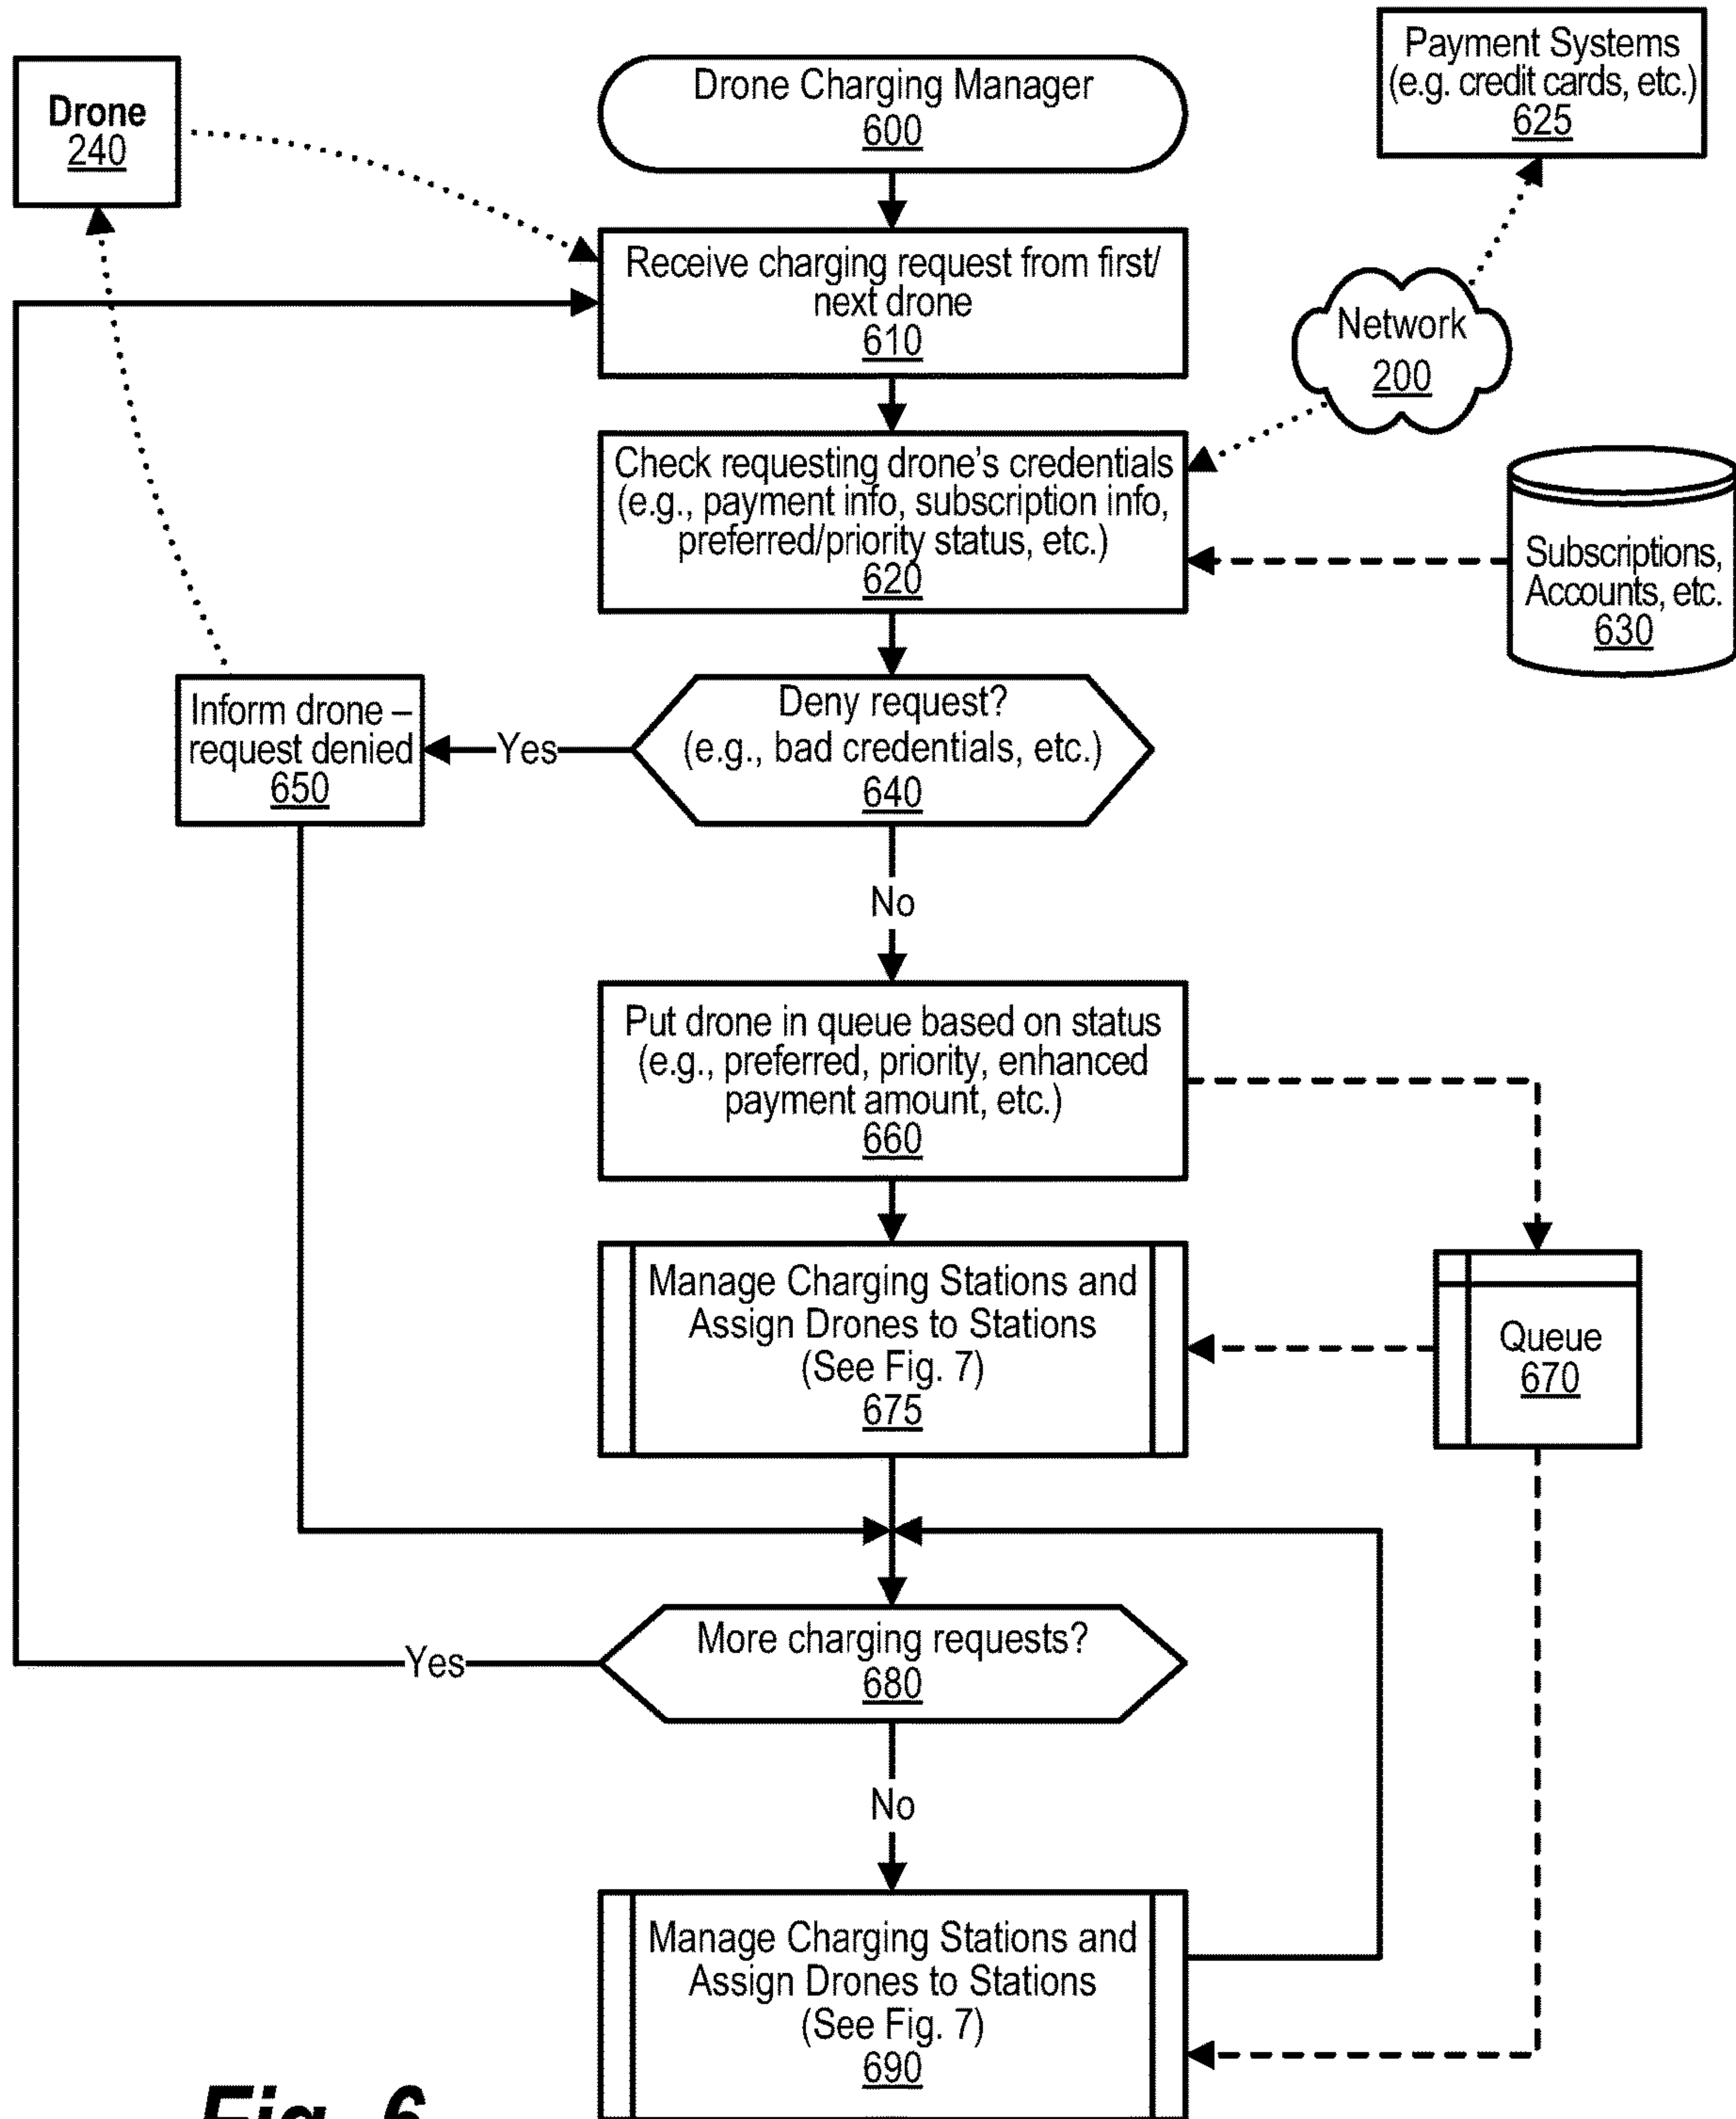 Payment Systems
(e.g. credit cards, etc.)
625
Drone
240
Drone Charging Manager
600
Receive charging request from first/
next drone
610
Network
200
Check requesting drone's credentials
(e.g., payment info, subscription info,
preferred/priority status, etc.)
620
Subscriptions,
Accounts, etc.
630
Inform drone –
request denied
650
Yes
Deny request?
(e.g., bad credentials, etc.)
640
No
Put drone in queue based on status
(e.g., preferred, priority, enhanced
payment amount, etc.)
660
Manage Charging Stations and
Assign Drones to Stations
(See Fig. 7)
675
Queue
670
More charging requests?
680
Yes
No
Manage Charging Stations and
Assign Drones to Stations
(See Fig. 7)
690
Fig. 6